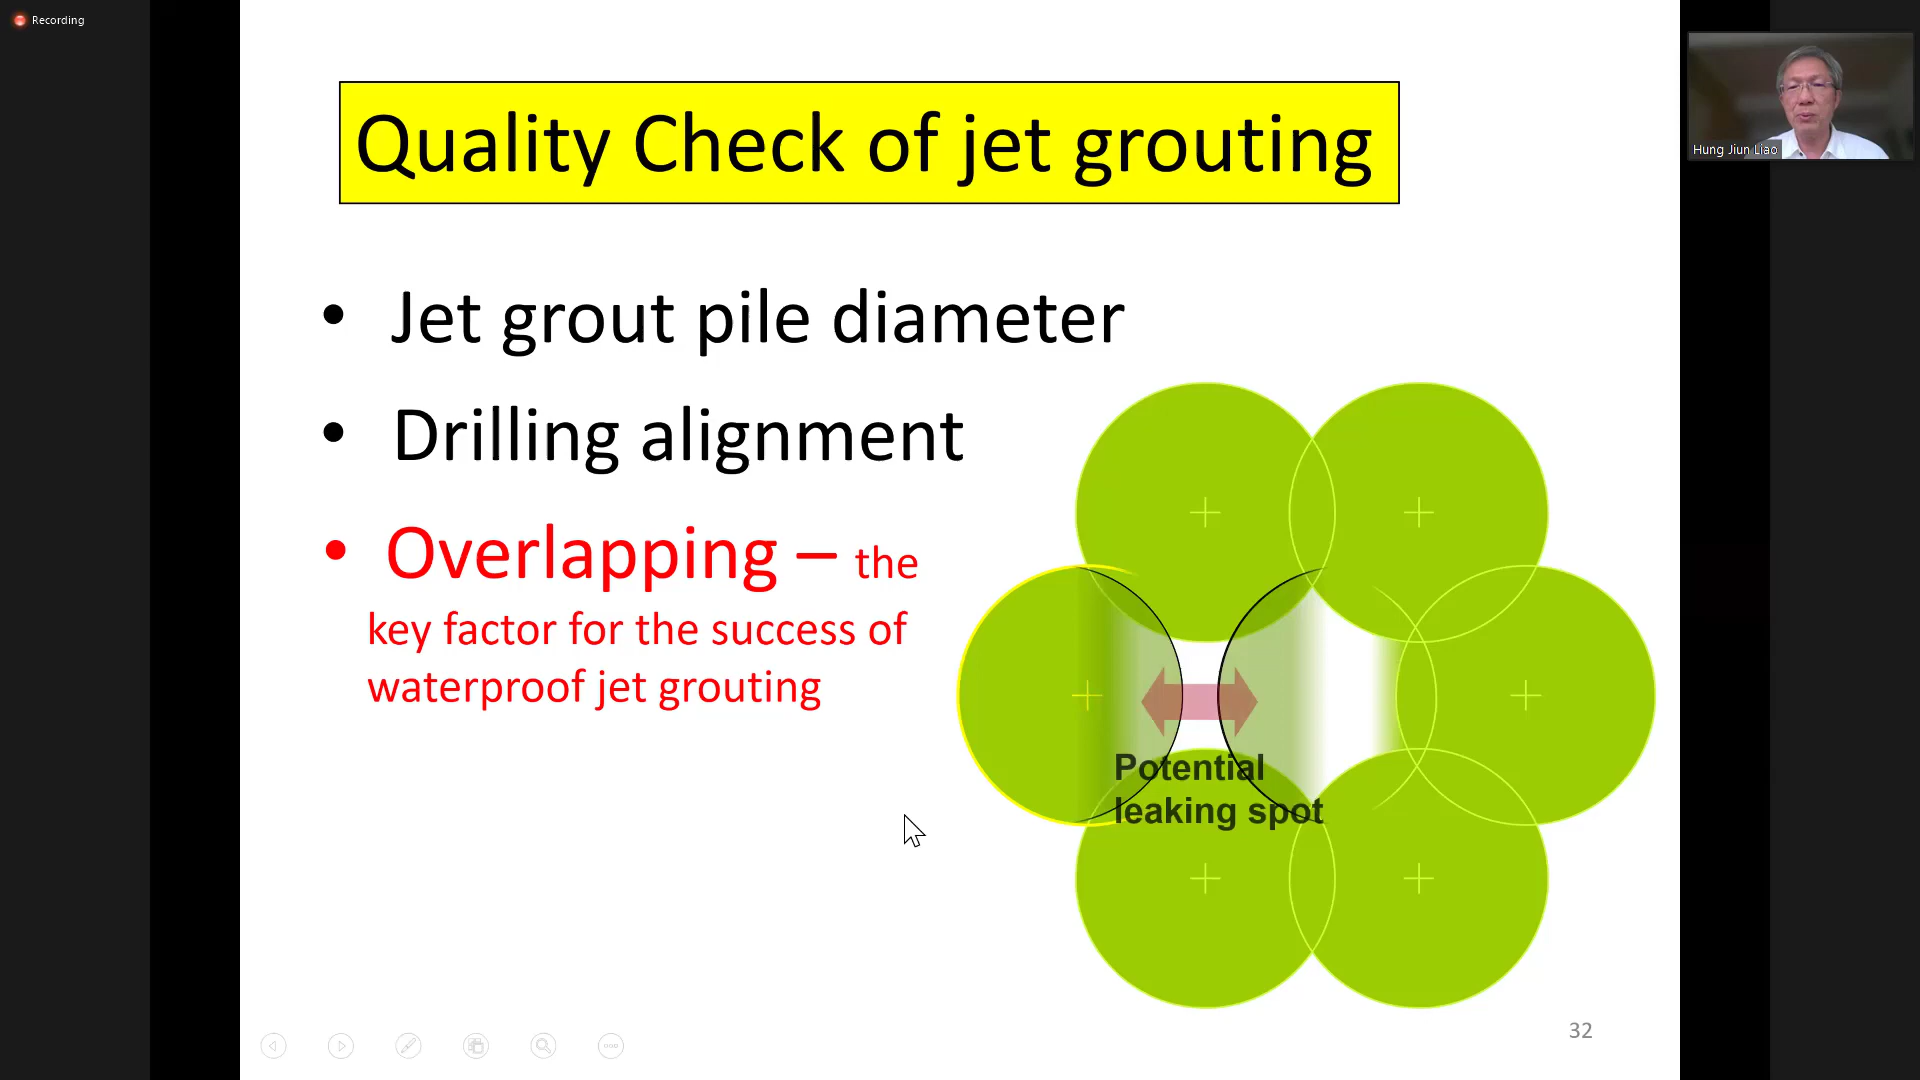 Recording
Quality Check of jet grouting
Hung Jiun Liao
• Jet grout pile diameter
• Drilling alignment
• Overlapping – the
key factor for the success of
waterproof jet grouting
Potential
leaking spot
32